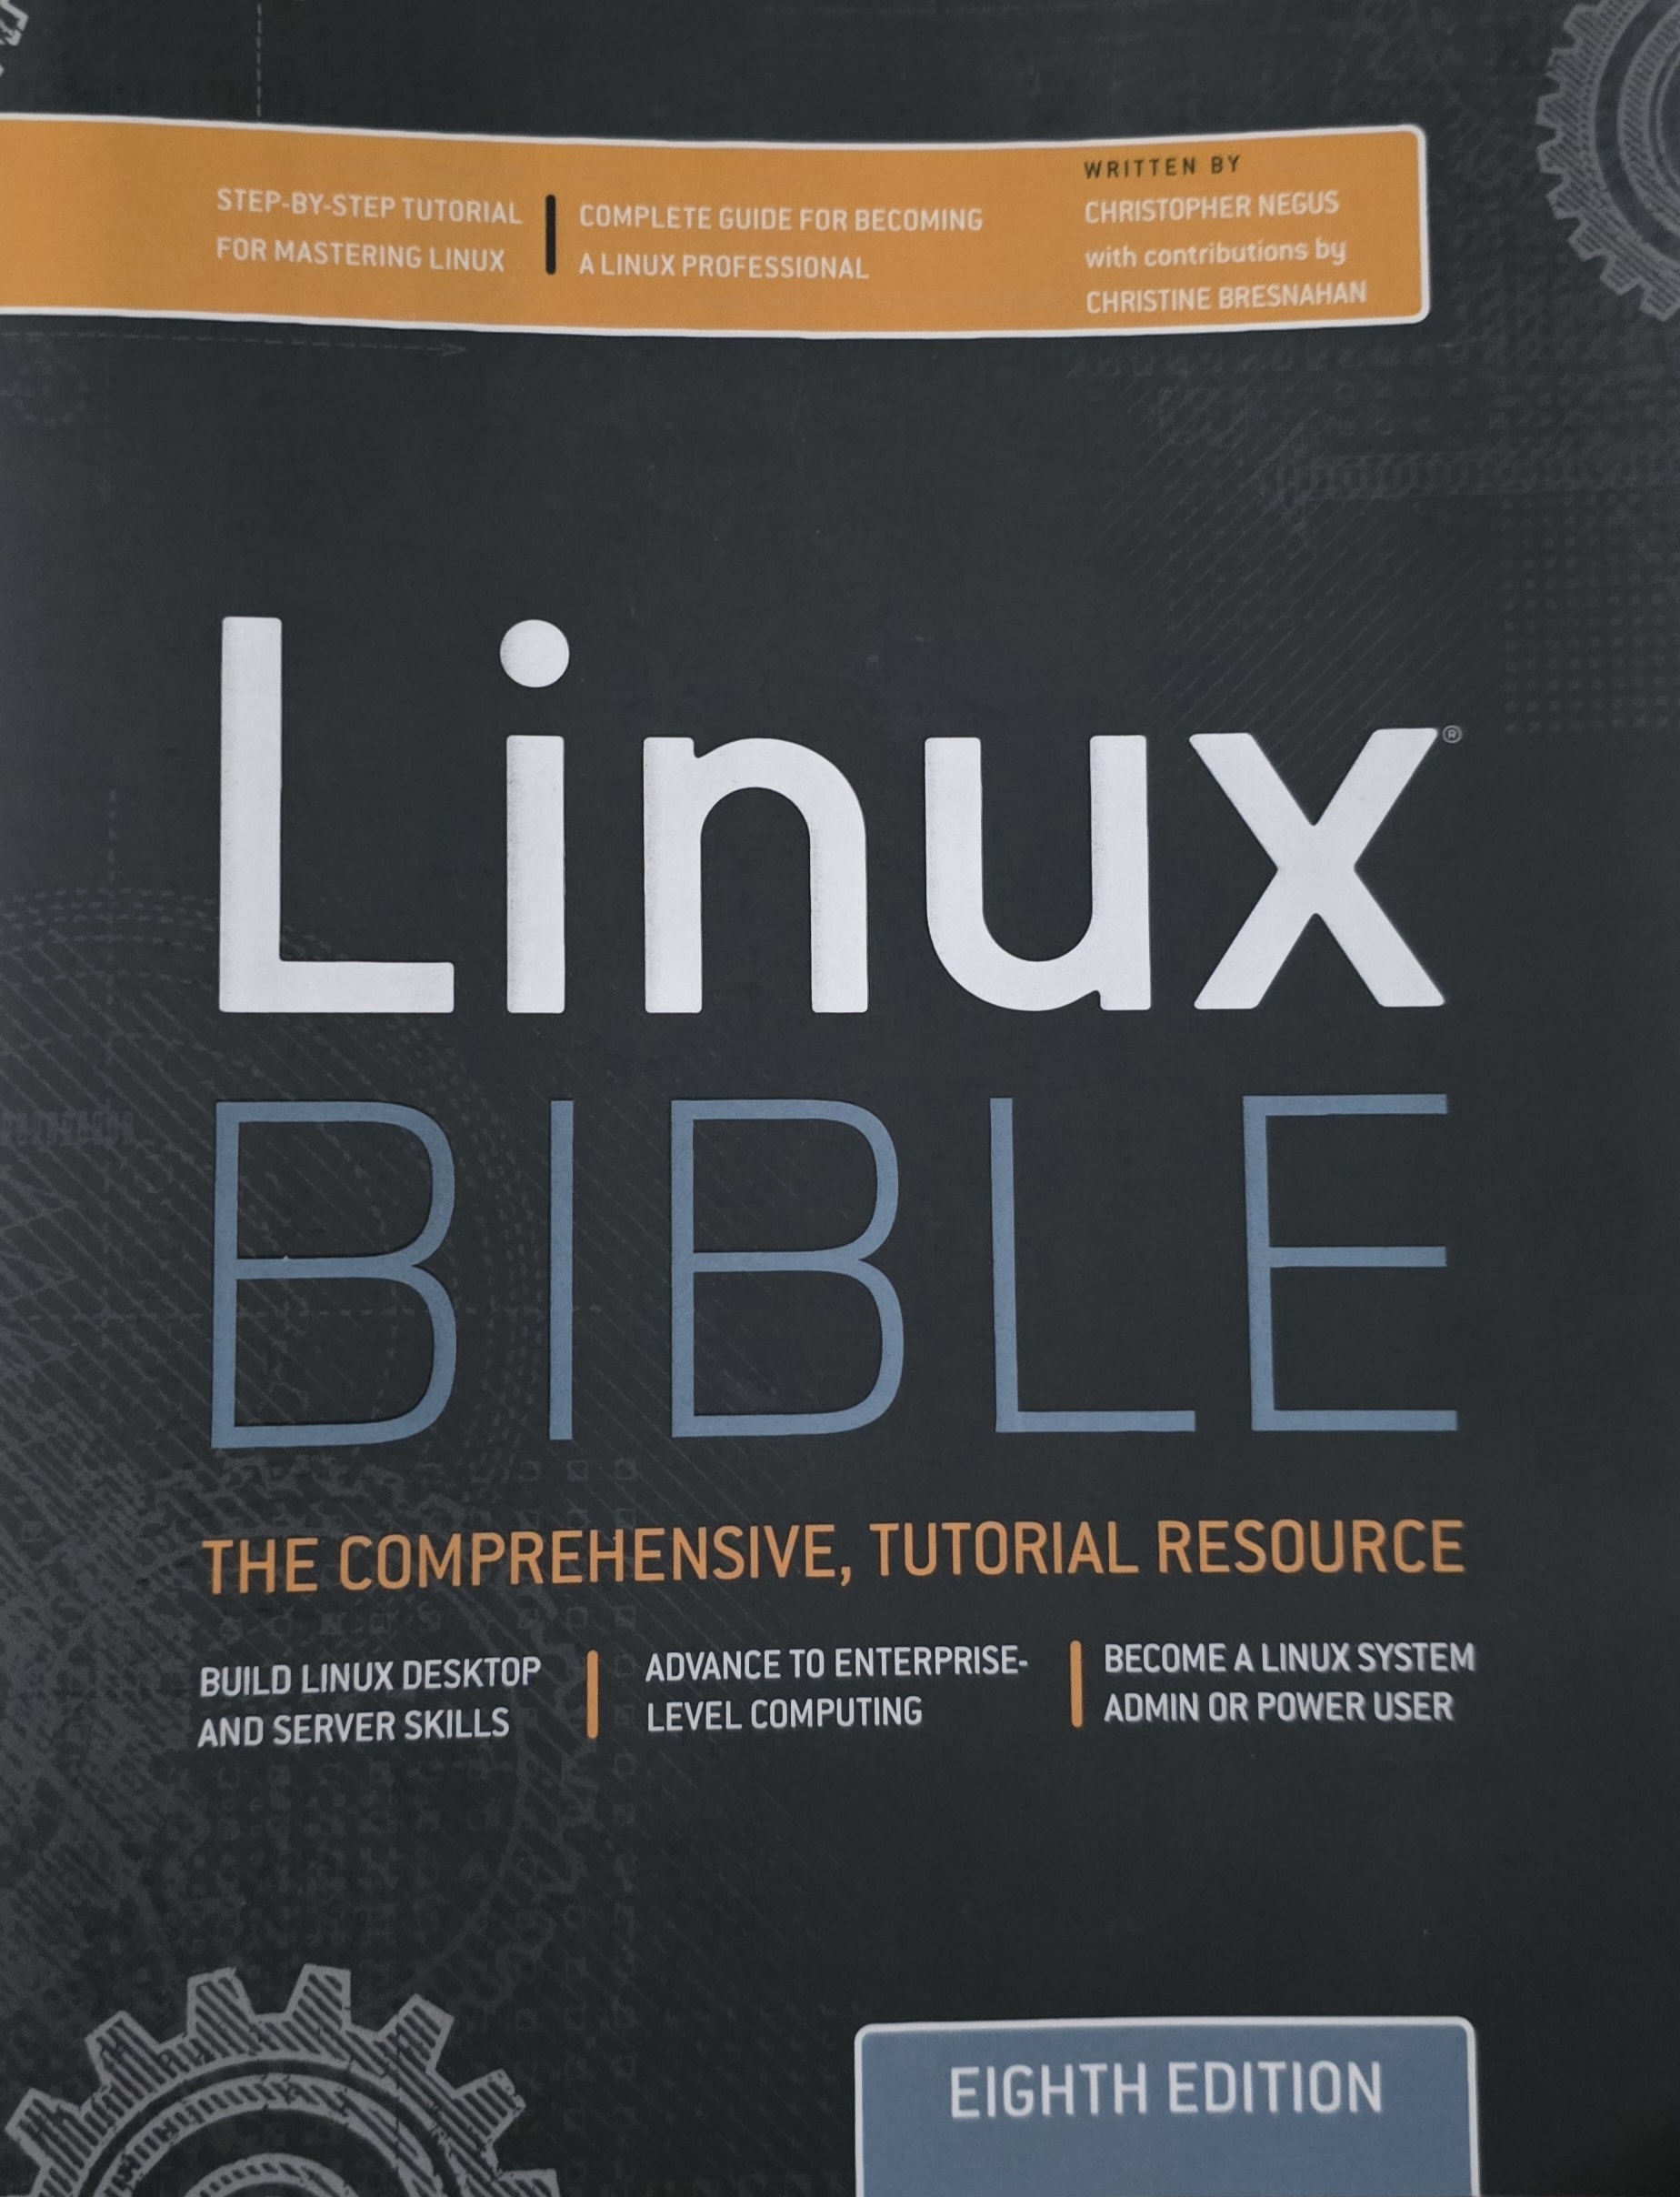 STEP-BY-STEP TUTORIAL
FOR MASTERING LINUX
COMPLETE GUIDE FOR BECOMING
A LINUX PROFESSIONAL
WRITTEN BY
CHRISTOPHER NEGUS
with contributions by
CHRISTINE BRESNAHAN
Linux®
BIBLE
THE COMPREHENSIVE, TUTORIAL RESOURCE
BUILD LINUX DESKTOP
AND SERVER SKILLS
ADVANCE TO ENTERPRISE-
LEVEL COMPUTING
BECOME A LINUX SYSTEM
ADMIN OR POWER USER
EIGHTH EDITION